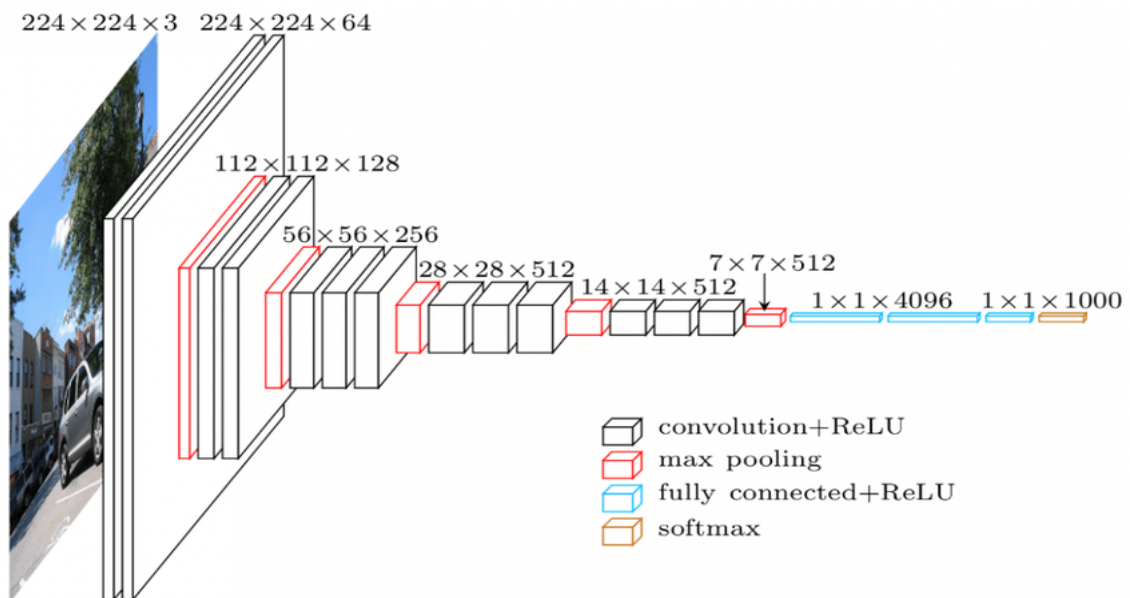 224×224×3
224×224×64
112×112×128
56×56×256
28×28×512
14×14×512
7×7×512
1×1×4096
1×1×1000
convolution+ReLU
max pooling
fully connected+ReLU
softmax